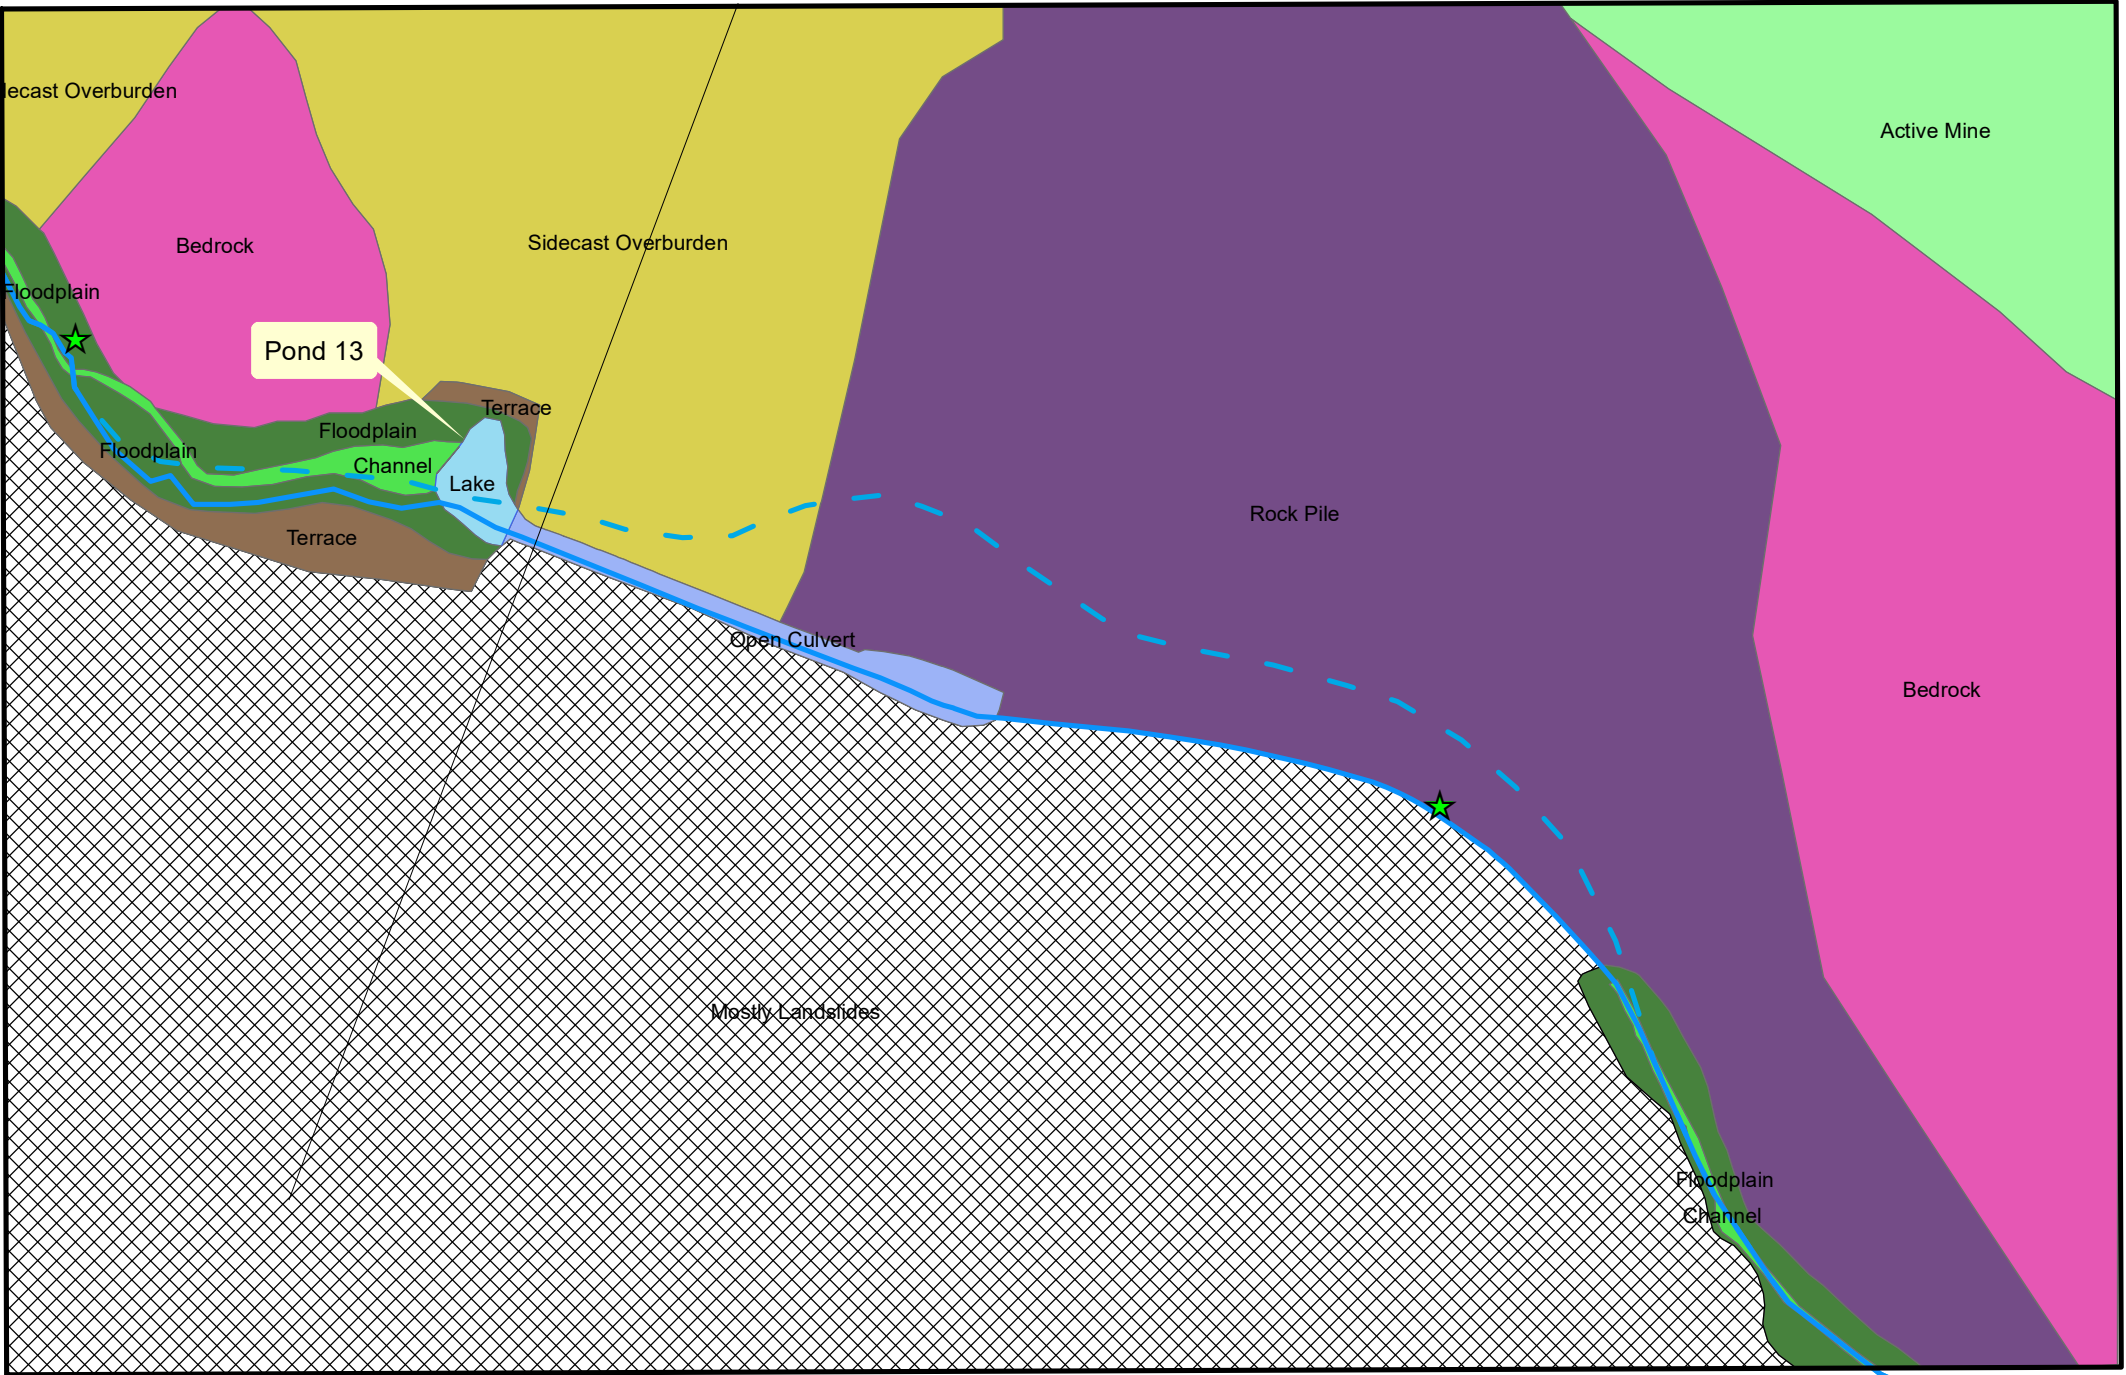 lecast Overburden
Active Mine
Sidecast Overburden
Bedrock
Floodplain
Pond 13
Terrace
Floodplain
Floodplain
Channel
Lake
Rock Pile
Terrace
Open Culvert
Bedrock
Mostly Landslides
Floodplain
Channel